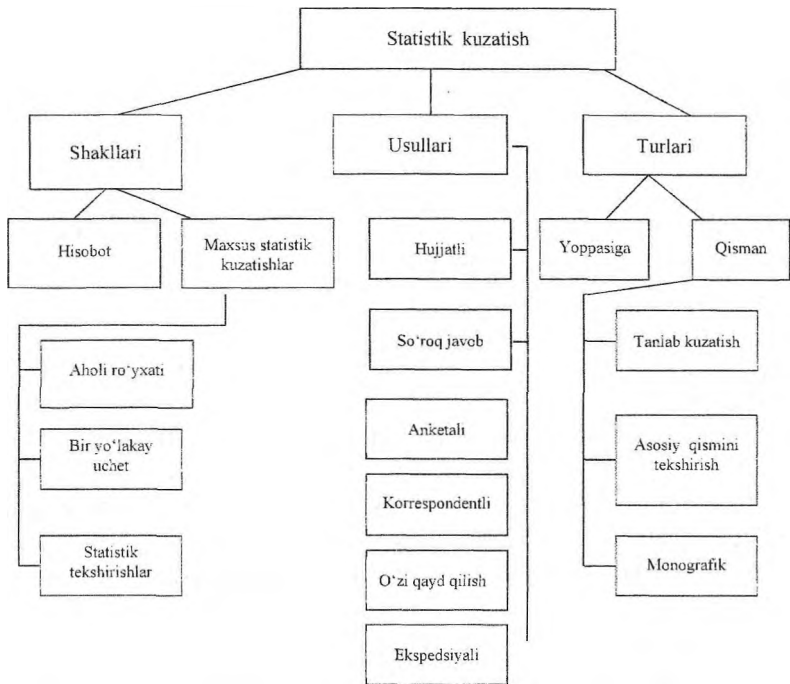 Statistik kuzatish
Shakllari
Usullari
Turlari
Hisobot
Maxsus statistik
kuzatishlar
Hujjatli
Yoppasiga
Qisman
Aholi ro‘yxati
So‘roq javob
Tanlab kuzatish
Bir yo‘lakay
uchet
Anketali
Asosiy qismini
tekshirish
Korrespondentli
Statistik
tekshirishlar
O‘zi qayd qilish
Monografik
Ekspedsiyali